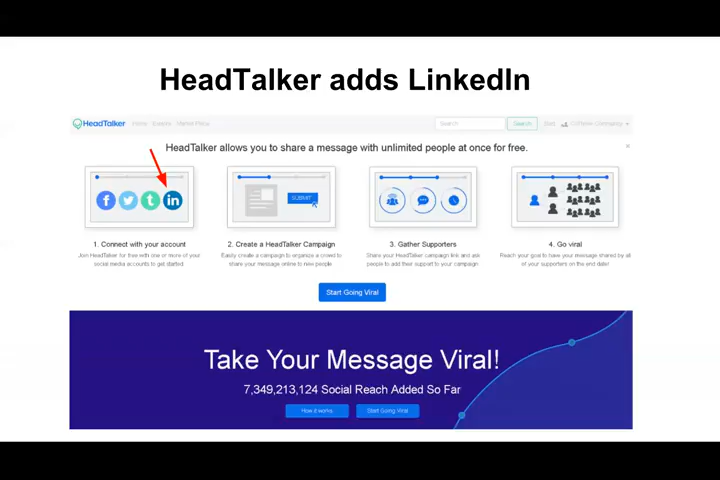 HeadTalker adds LinkedIn
HeadTalker
Search
Search
HeadTalker allows you to share a message with unlimited people at once for free.
SUBMIT
1. Connect with your account
2. Create a HeadTalker Campaign
3. Gather Supporters
4. Go viral
Join HeadTalker for free with one or more of your
social media accounts to get started
Easily create a campaign to organize a crowd to
share your message online to new people
Share your HeadTalker campaign link and ask
people to add their support to your campaign
Reach your goal to have your message shared by all
of your supporters on the end date!
Start Going Viral
Take Your Message Viral!
7,349,213,124 Social Reach Added So Far
How it works
Start Going Viral